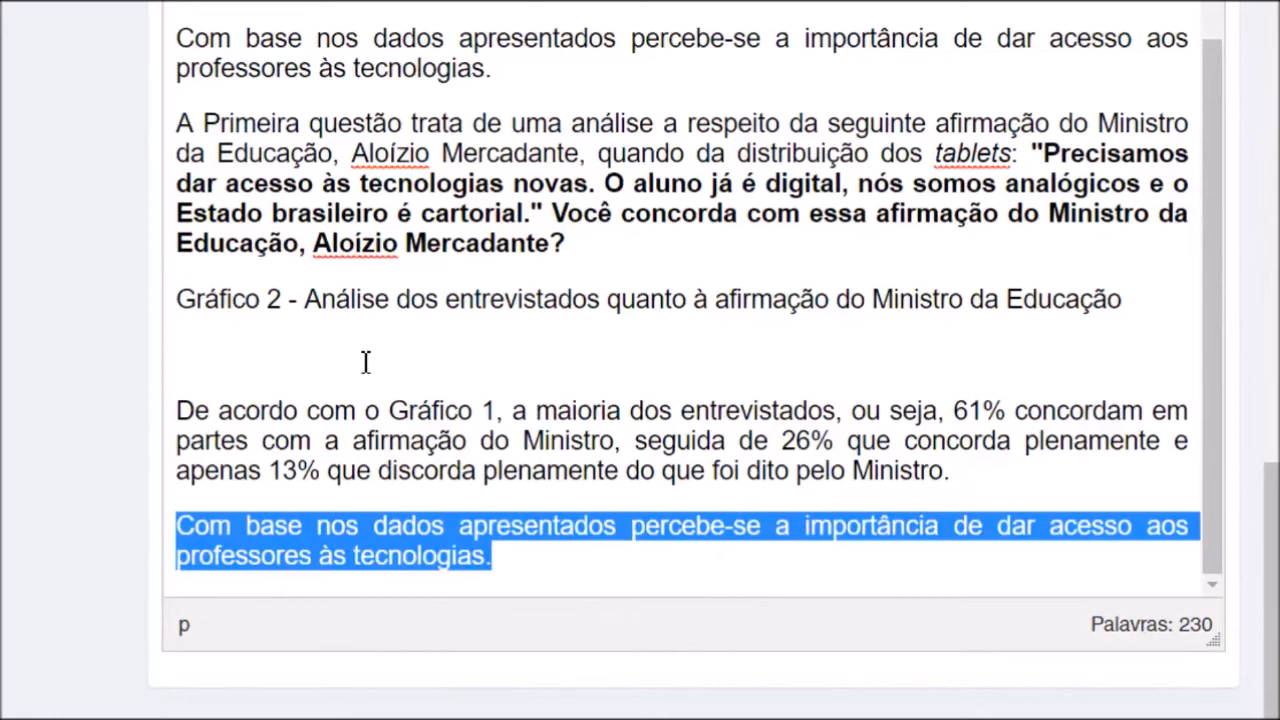 Com base nos dados apresentados percebe-se a importância de dar acesso aos
professores às tecnologias.
A Primeira questão trata de uma análise a respeito da seguinte afirmação do Ministro
da Educação, Aloízio Mercadante, quando da distribuição dos tablets: "Precisamos
dar acesso às tecnologias novas. O aluno já é digital, nós somos analógicos e o
Estado brasileiro é cartorial." Você concorda com essa afirmação do Ministro da
Educação, Aloízio Mercadante?
Gráfico 2 - Análise dos entrevistados quanto à afirmação do Ministro da Educação
De acordo com o Gráfico 1, a maioria dos entrevistados, ou seja, 61% concordam em
partes com a afirmação do Ministro, seguida de 26% que concorda plenamente e
apenas 13% que discorda plenamente do que foi dito pelo Ministro.
Com base nos dados apresentados percebe-se a importância de dar acesso aos
professores às tecnologias.
p Palavras: 230